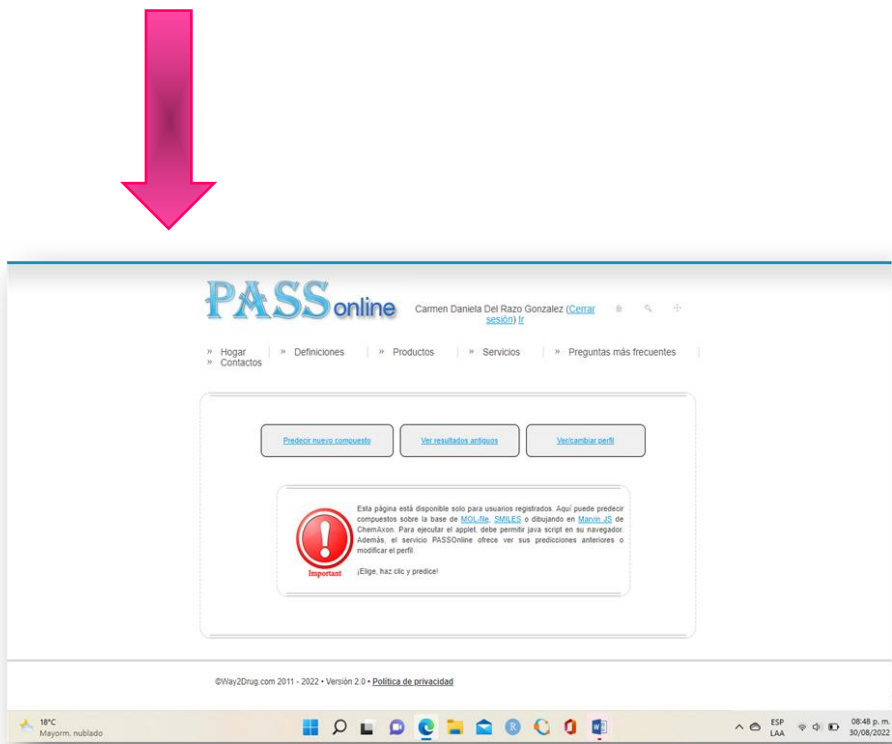 PASS online
Carmen Daniela Del Razo Gonzalez (Cerrar
sesión) Ir
» Hogar » Definiciones » Productos » Servicios » Preguntas más frecuentes
» Contactos
Predecir nuevo compuesto Ver resultados antiguos Ver/cambiar perfil
Esta página está disponible solo para usuarios registrados. Aquí puede predecir
compuestos sobre la base de MOL-file, SMILES o dibujando en Marvin JS de
ChemAxon. Para ejecutar el applet, debe permitir java script en su navegador.
Además, el servicio PASSOnline ofrece ver sus predicciones anteriores o
modificar el perfil.
Important
¡Elige, haz clic y predice!
©Way2Drug.com 2011 - 2022 • Versión 2.0 • Política de privacidad
18°C
Mayorm. nublado
ESP
LAA
08:48 p. m.
30/08/2022